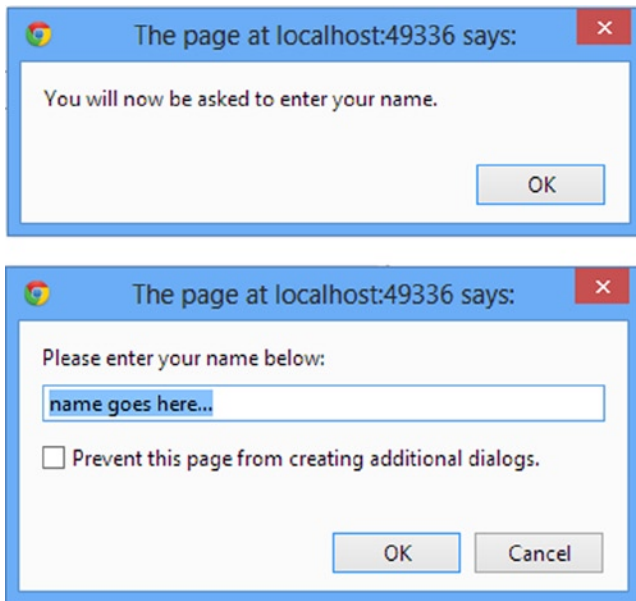 The page at localhost:49336 says:
You will now be asked to enter your name.
OK
The page at localhost:49336 says:
Please enter your name below:
name goes here...
Prevent this page from creating additional dialogs.
OK Cancel